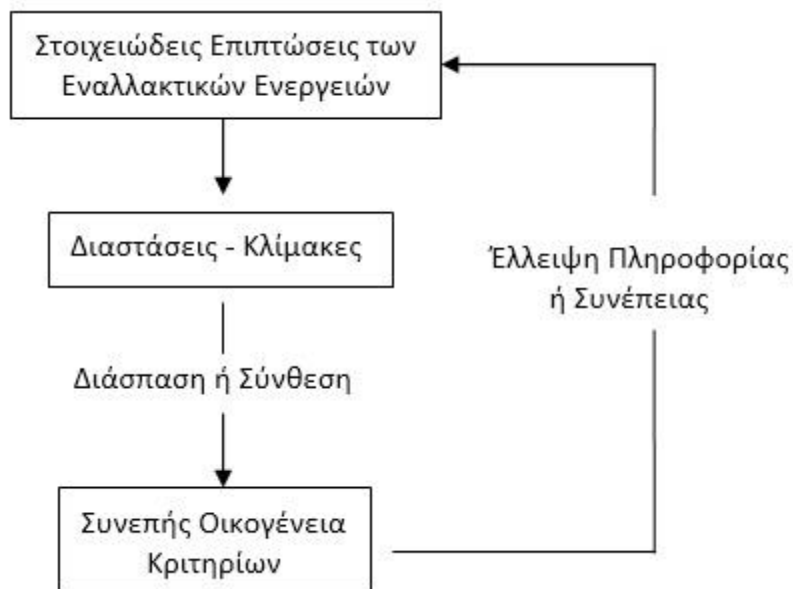 Στοιχειώδεις Επιπτώσεις των
Εναλλακτικών Ενεργειών
Διαστάσεις - Κλίμακες
Έλλειψη Πληροφορίας
ή Συνέπειας
Διάσπαση ή Σύνθεση
Συνεπής Οικογένεια
Κριτηρίων